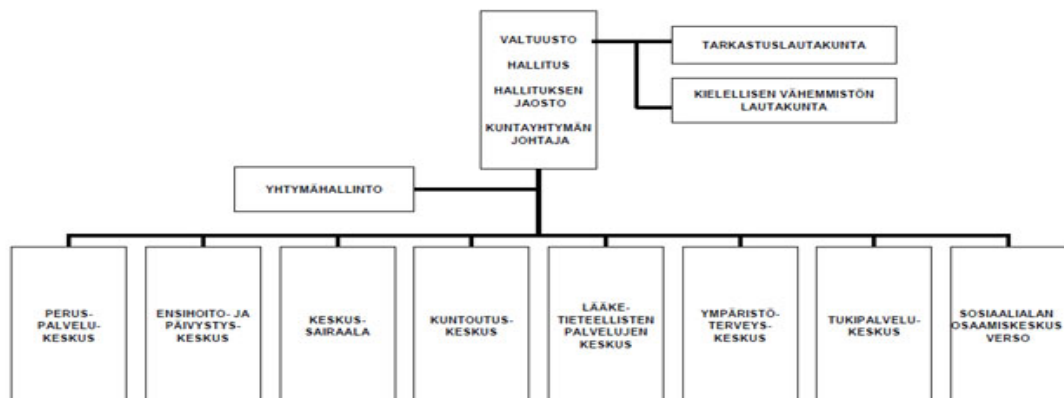 VALTUUSTO
HALLITUS
HALLITUKSEN
JAOSTO
KUNTAYHTYMÄN
JOHTAJA
TARKASTUSLAUTAKUNTA
KIELELLISEN VÄHEMMISTÖN
LAUTAKUNTA
YHTYMÄHALLINTO
PERUS-
PALVELU-
KESKUS
ENSIHOITO- JA
PÄIVYSTYS-
KESKUS
KESKUS-
SAIRAALA
KUNTOUTUS-
KESKUS
LÄÄKE-
TIETEELLISTEN
PALVELUJEN
KESKUS
YMPÄRISTÖ-
TERVEYS-
KESKUS
TUKIPALVELU-
KESKUS
SOSIAALIALAN
OSAAMISKESKUS
VERSO